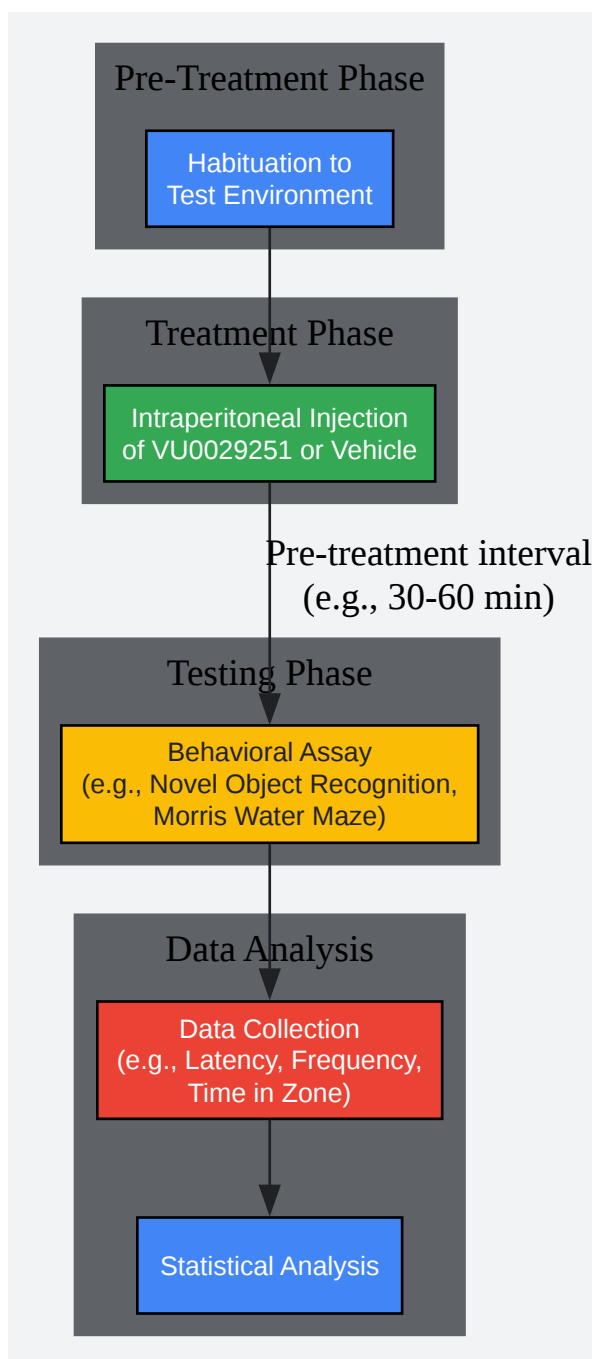 Pre-Treatment Phase
Habituation to
Test Environment
Treatment Phase
Intraperitoneal Injection
of VU0029251 or Vehicle
Pre-treatment interval
(e.g., 30-60 min)
Testing Phase
Behavioral Assay
(e.g., Novel Object Recognition,
Morris Water Maze)
Data Analysis
Data Collection
(e.g., Latency, Frequency,
Time in Zone)
Statistical Analysis